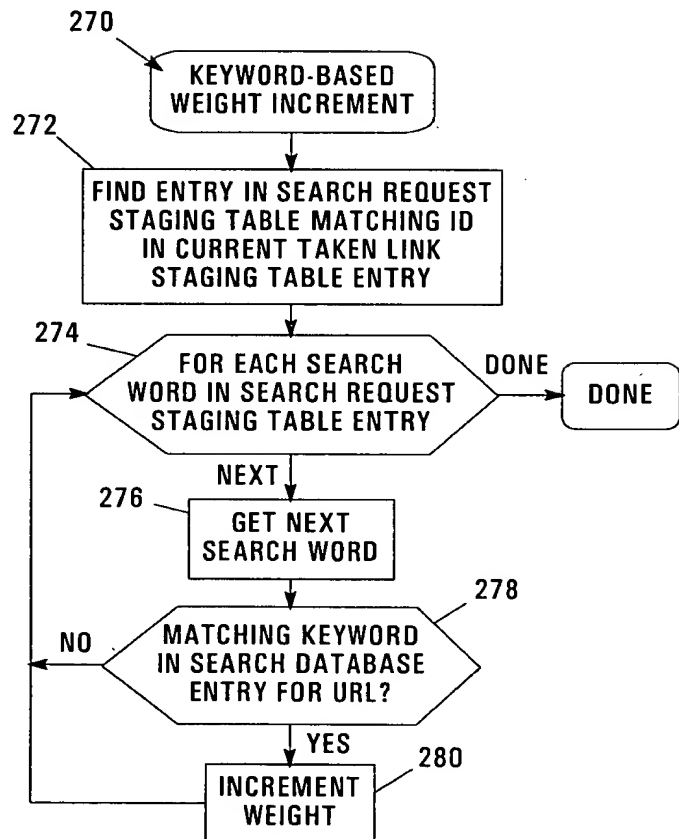 270
KEYWORD-BASED
WEIGHT INCREMENT
272
FIND ENTRY IN SEARCH REQUEST
STAGING TABLE MATCHING ID
IN CURRENT TAKEN LINK
STAGING TABLE ENTRY
274
FOR EACH SEARCH
WORD IN SEARCH REQUEST
STAGING TABLE ENTRY
DONE
DONE
NEXT
276
GET NEXT
SEARCH WORD
278
NO
MATCHING KEYWORD
IN SEARCH DATABASE
ENTRY FOR URL?
YES
280
INCREMENT
WEIGHT